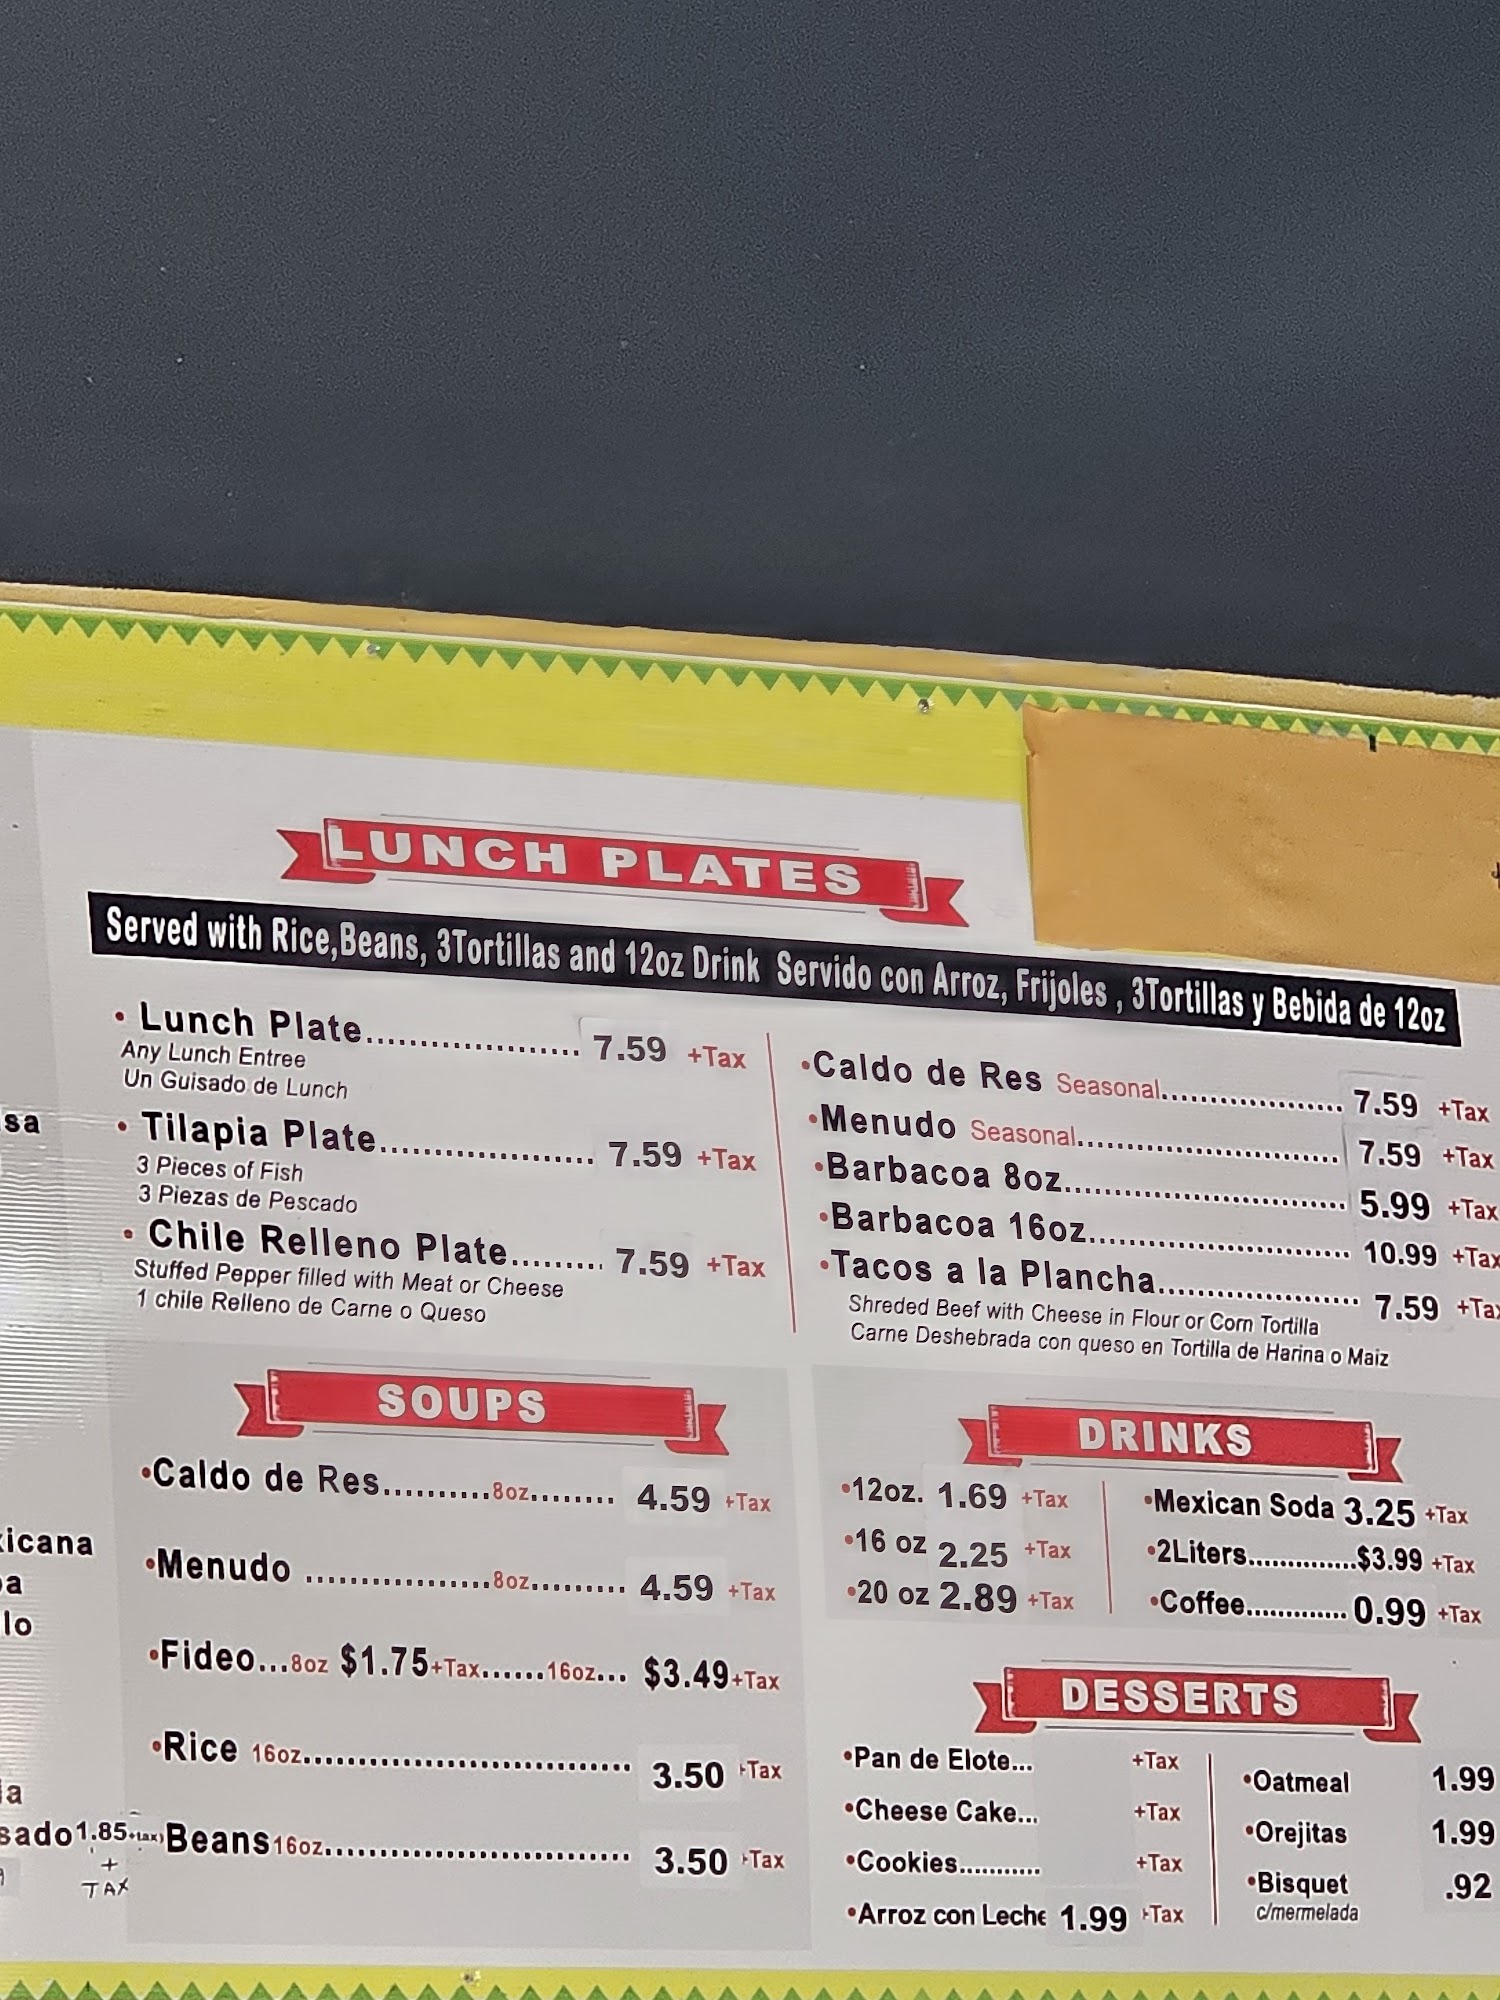 LUNCH PLATES
Served with Rice,Beans, 3Tortillas and 12oz Drink Servido con Arroz, Frijoles , 3Tortillas y Bebida de 12oz
• Lunch Plate.................... 7.59 +Tax
Any Lunch Entree
Un Guisado de Lunch
• Tilapia Plate.................... 7.59 +Tax
3 Pieces of Fish
3 Piezas de Pescado
• Chile Relleno Plate......... 7.59 +Tax
Stuffed Pepper filled with Meat or Cheese
1 chile Relleno de Carne o Queso
•Caldo de Res Seasonal.................... 7.59 +Tax
•Menudo Seasonal............................ 7.59 +Tax
•Barbacoa 8oz............................... 5.99 +Tax
•Barbacoa 16oz............................. 10.99 +Tax
•Tacos a la Plancha...................... 7.59 +Tax
Shreded Beef with Cheese in Flour or Corn Tortilla
Carne Deshebrada con queso en Tortilla de Harina o Maiz
SOUPS
•Caldo de Res..........8oz........ 4.59 +Tax
•Menudo .................8oz......... 4.59 +Tax
•Fideo...8oz $1.75+Tax......16oz... $3.49+Tax
•Rice 16oz.............................. 3.50 +Tax
•Beans16oz............................ 3.50 +Tax
DRINKS
•12oz. 1.69 +Tax
•16 oz 2.25 +Tax
•20 oz 2.89 +Tax
•Mexican Soda 3.25 +Tax
•2Liters..............$3.99 +Tax
•Coffee............. 0.99 +Tax
DESSERTS
•Pan de Elote... +Tax
•Cheese Cake... +Tax
•Cookies........... +Tax
•Arroz con Leche 1.99 +Tax
•Oatmeal 1.99
•Orejitas 1.99
•Bisquet .92
c/mermelada
sa
icana
a
lo
la
sado 1.85+tax)
+
TAX